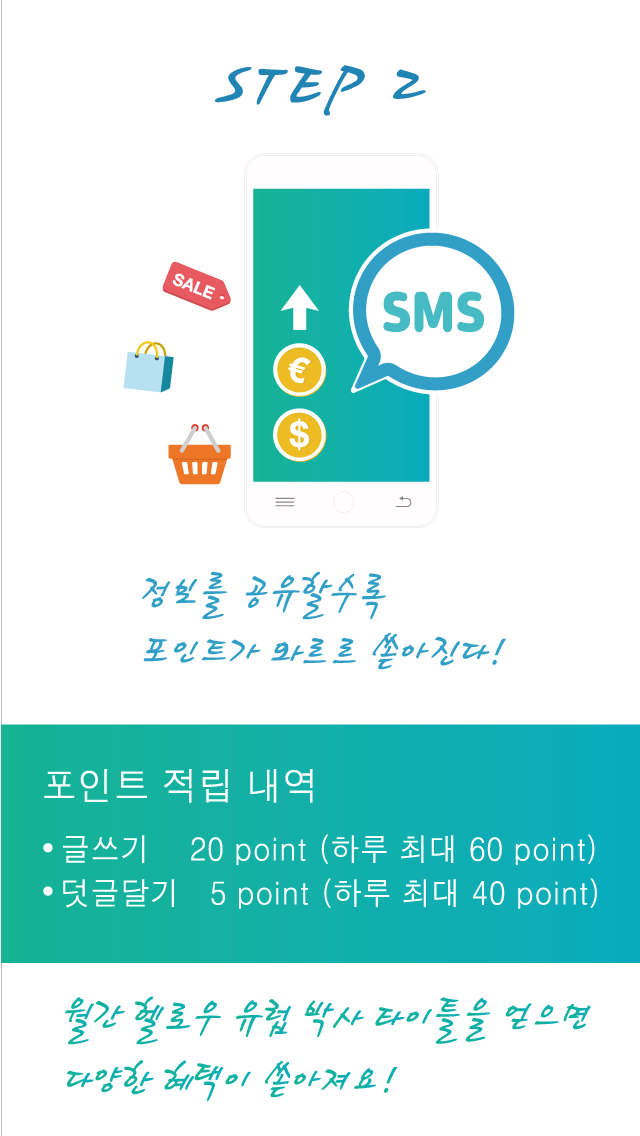 STEP 2
SALE
SMS
€
$
정보를 공유할수록
포인트가 와르르 쏟아진다!
포인트 적립 내역
• 글쓰기 20 point (하루 최대 60 point)
• 덧글달기 5 point (하루 최대 40 point)
월간 헬로우 유럽 박사 타이틀을 얻으면
다양한 혜택이 쏟아져요!